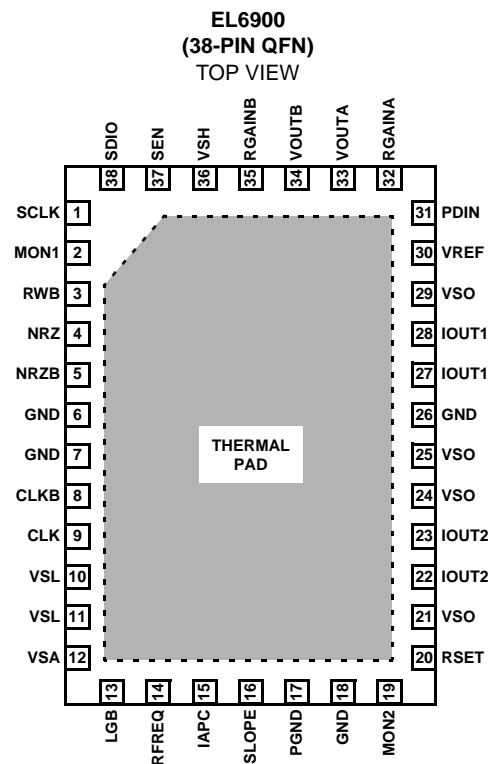 EL6900
(38-PIN QFN)
TOP VIEW
38 SDIO
37 SEN
36 VSH
35 RGAINB
34 VOUTB
33 VOUTA
32 RGAINA
SCLK 1
MON1 2
RWB 3
NRZ 4
NRZB 5
GND 6
GND 7
CLKB 8
CLK 9
VSL 10
VSL 11
VSA 12
THERMAL
PAD
31 PDIN
30 VREF
29 VSO
28 IOUT1
27 IOUT1
26 GND
25 VSO
24 VSO
23 IOUT2
22 IOUT2
21 VSO
20 RSET
LGB 13
RFREQ 14
IAPC 15
SLOPE 16
PGND 17
GND 18
MON2 19